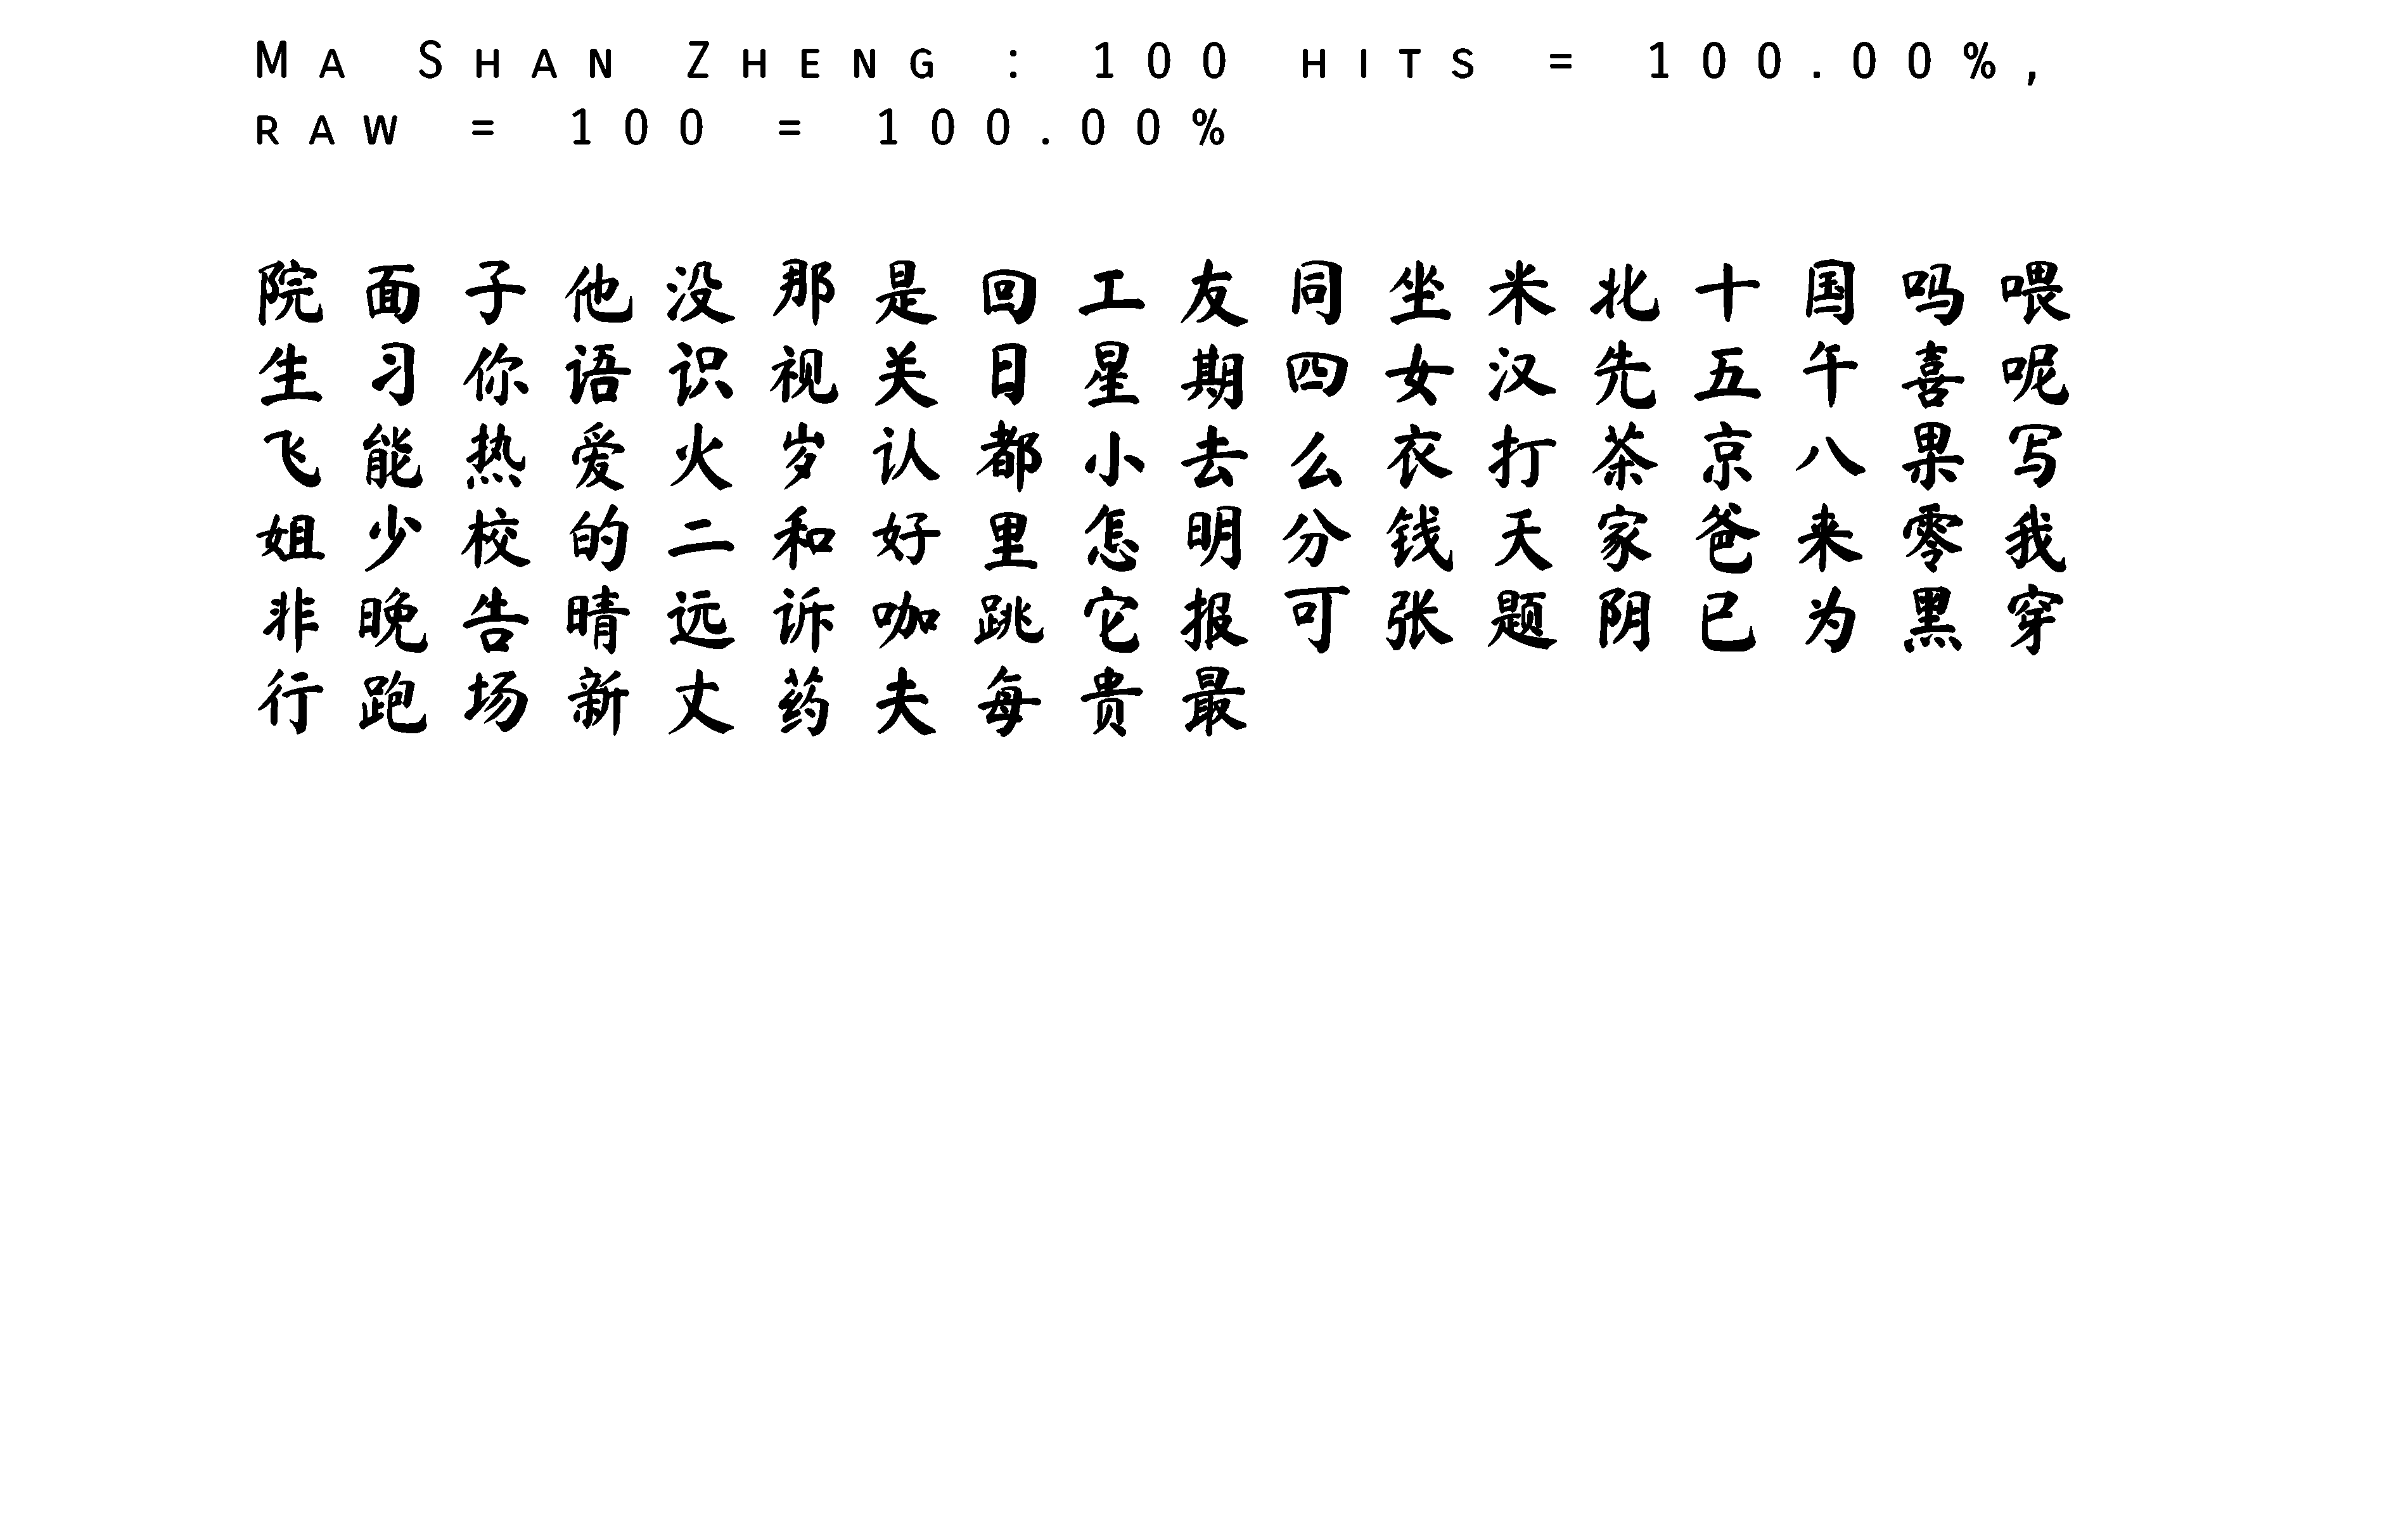 Ma Shan Zheng : 100 hits = 100.00%,
raw = 100 = 100.00%
院面子他没那是回工友同坐米北十国吗喂
生习你语识视关日星期四女汉先五午喜呢
飞能热爱火岁认都小去么衣打茶京八果写
姐少校的二和好里怎明分钱天家爸来零我
非晚告晴远诉咖跳它报可张题阴已为黑穿
行跑场新丈药夫每贵最